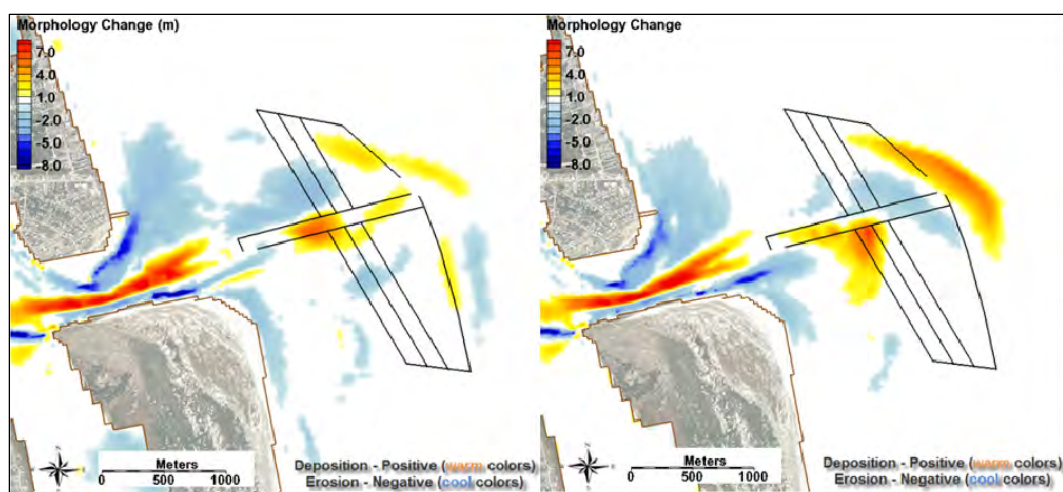 Morphology Change (m)
7.0
4.0
1.0
-2.0
-5.0
-8.0
Meters
0 500 1000
Deposition - Positive (warm colors)
Erosion - Negative (cool colors)
Morphology Change
7.0
4.0
1.0
-2.0
-5.0
-8.0
Meters
0 500 1000
Deposition - Positive (warm colors)
Erosion - Negative (cool colors)